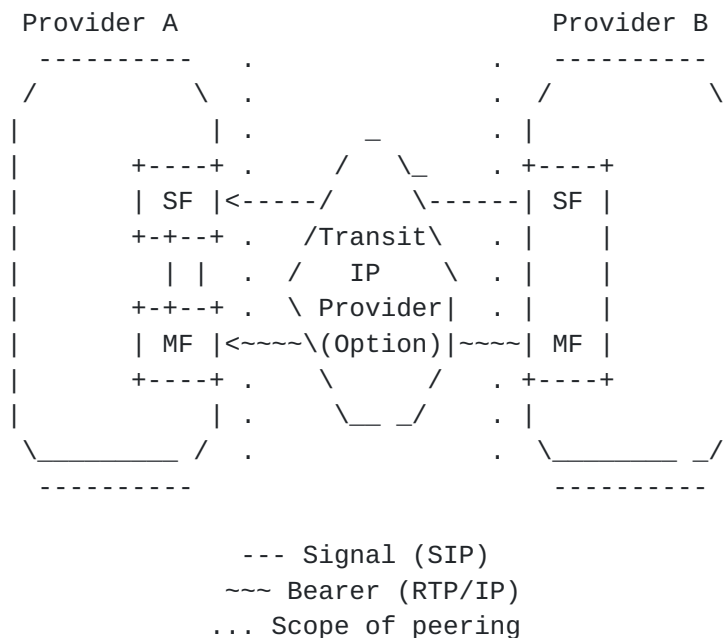 Provider A Provider B
SF SF
Transit
IP
Provider
MF (Option) MF
--- Signal (SIP)
~~~ Bearer (RTP/IP)
... Scope of peering